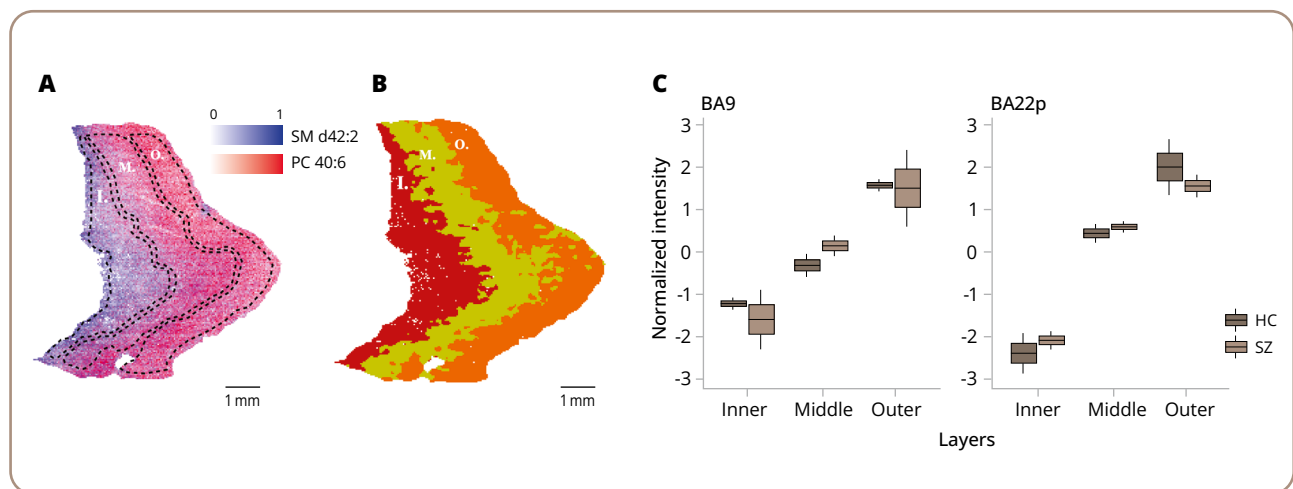 A
0 1
SM d42:2
PC 40:6
I.
M.
O.
1 mm
B
I.
M.
O.
1 mm
C
BA9
Normalized intensity
3
2
1
0
-1
-2
-3
Inner Middle Outer
BA22p
3
2
1
0
-1
-2
-3
Inner Middle Outer
Layers
HC
SZ